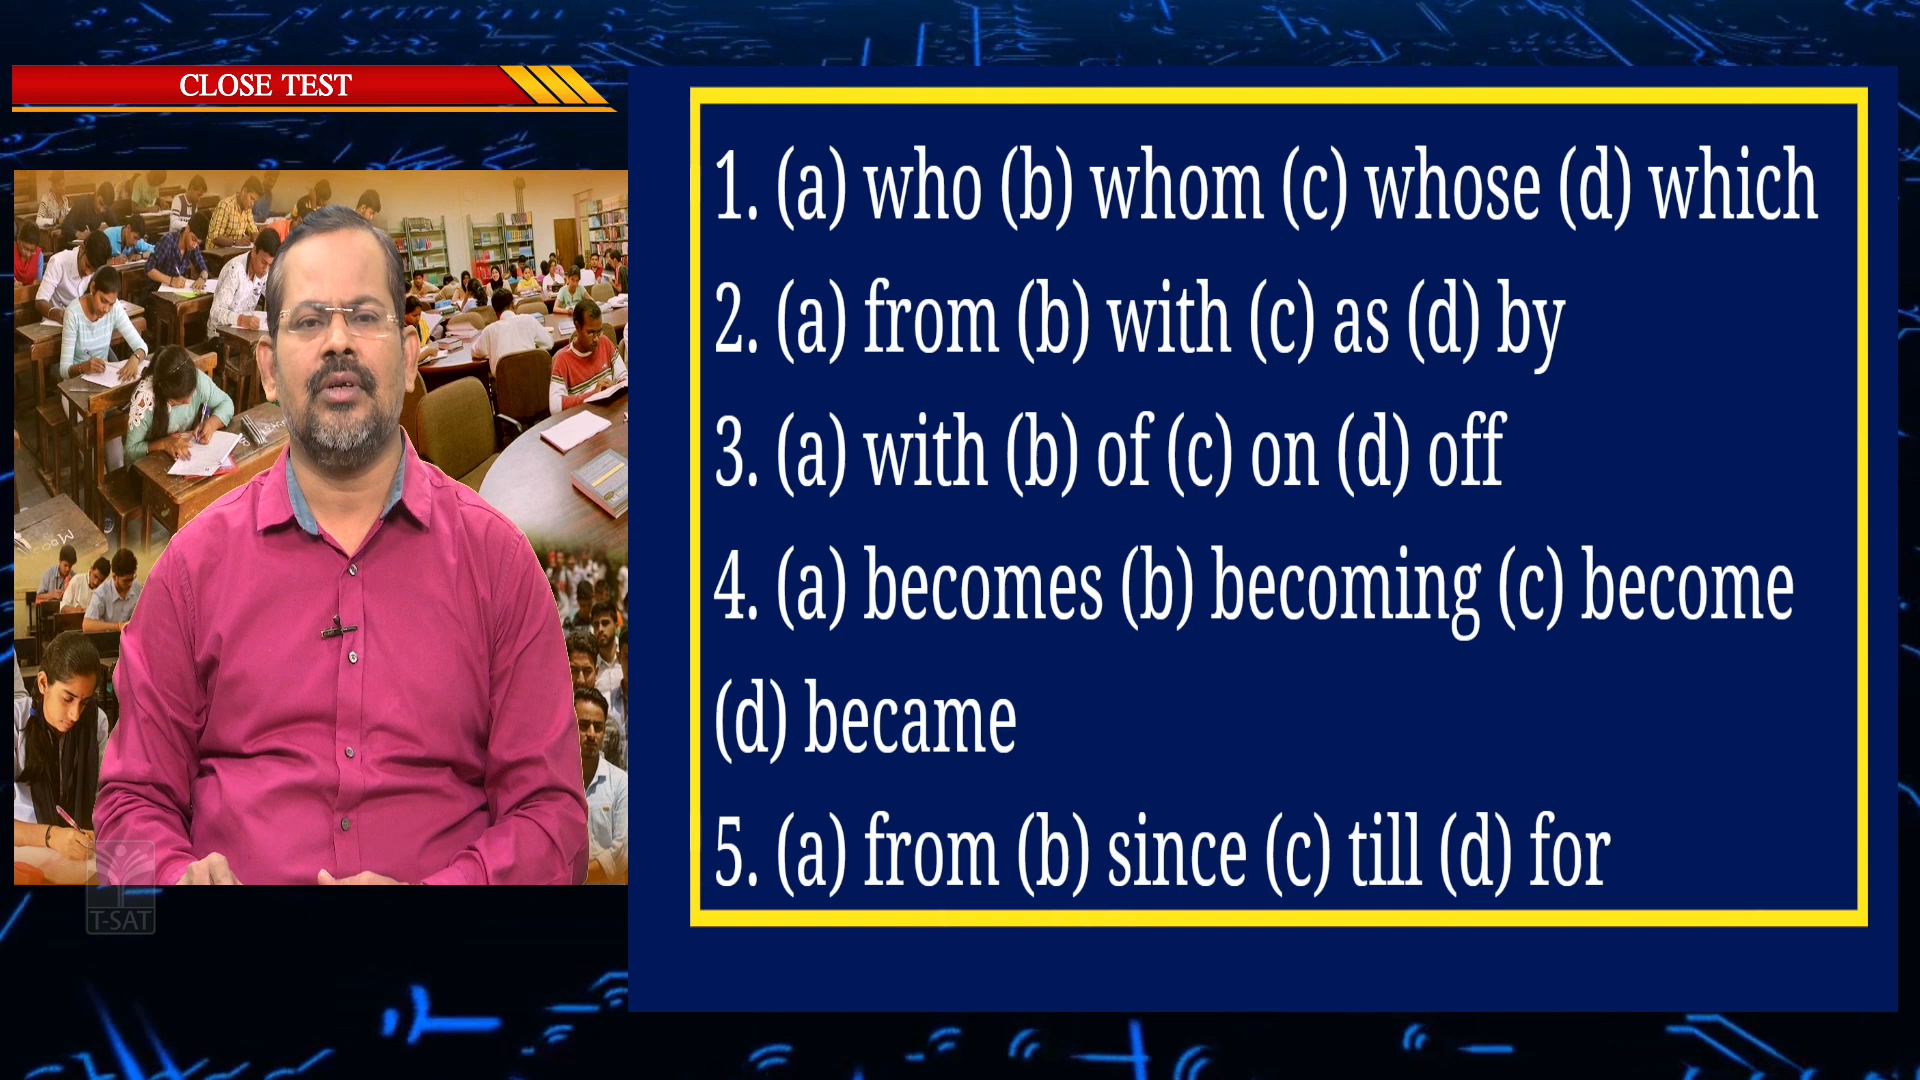 CLOSE TEST
1. (a) who (b) whom (c) whose (d) which
2. (a) from (b) with (c) as (d) by
3. (a) with (b) of (c) on (d) off
4. (a) becomes (b) becoming (c) become
(d) became
5. (a) from (b) since (c) till (d) for
T-SAT